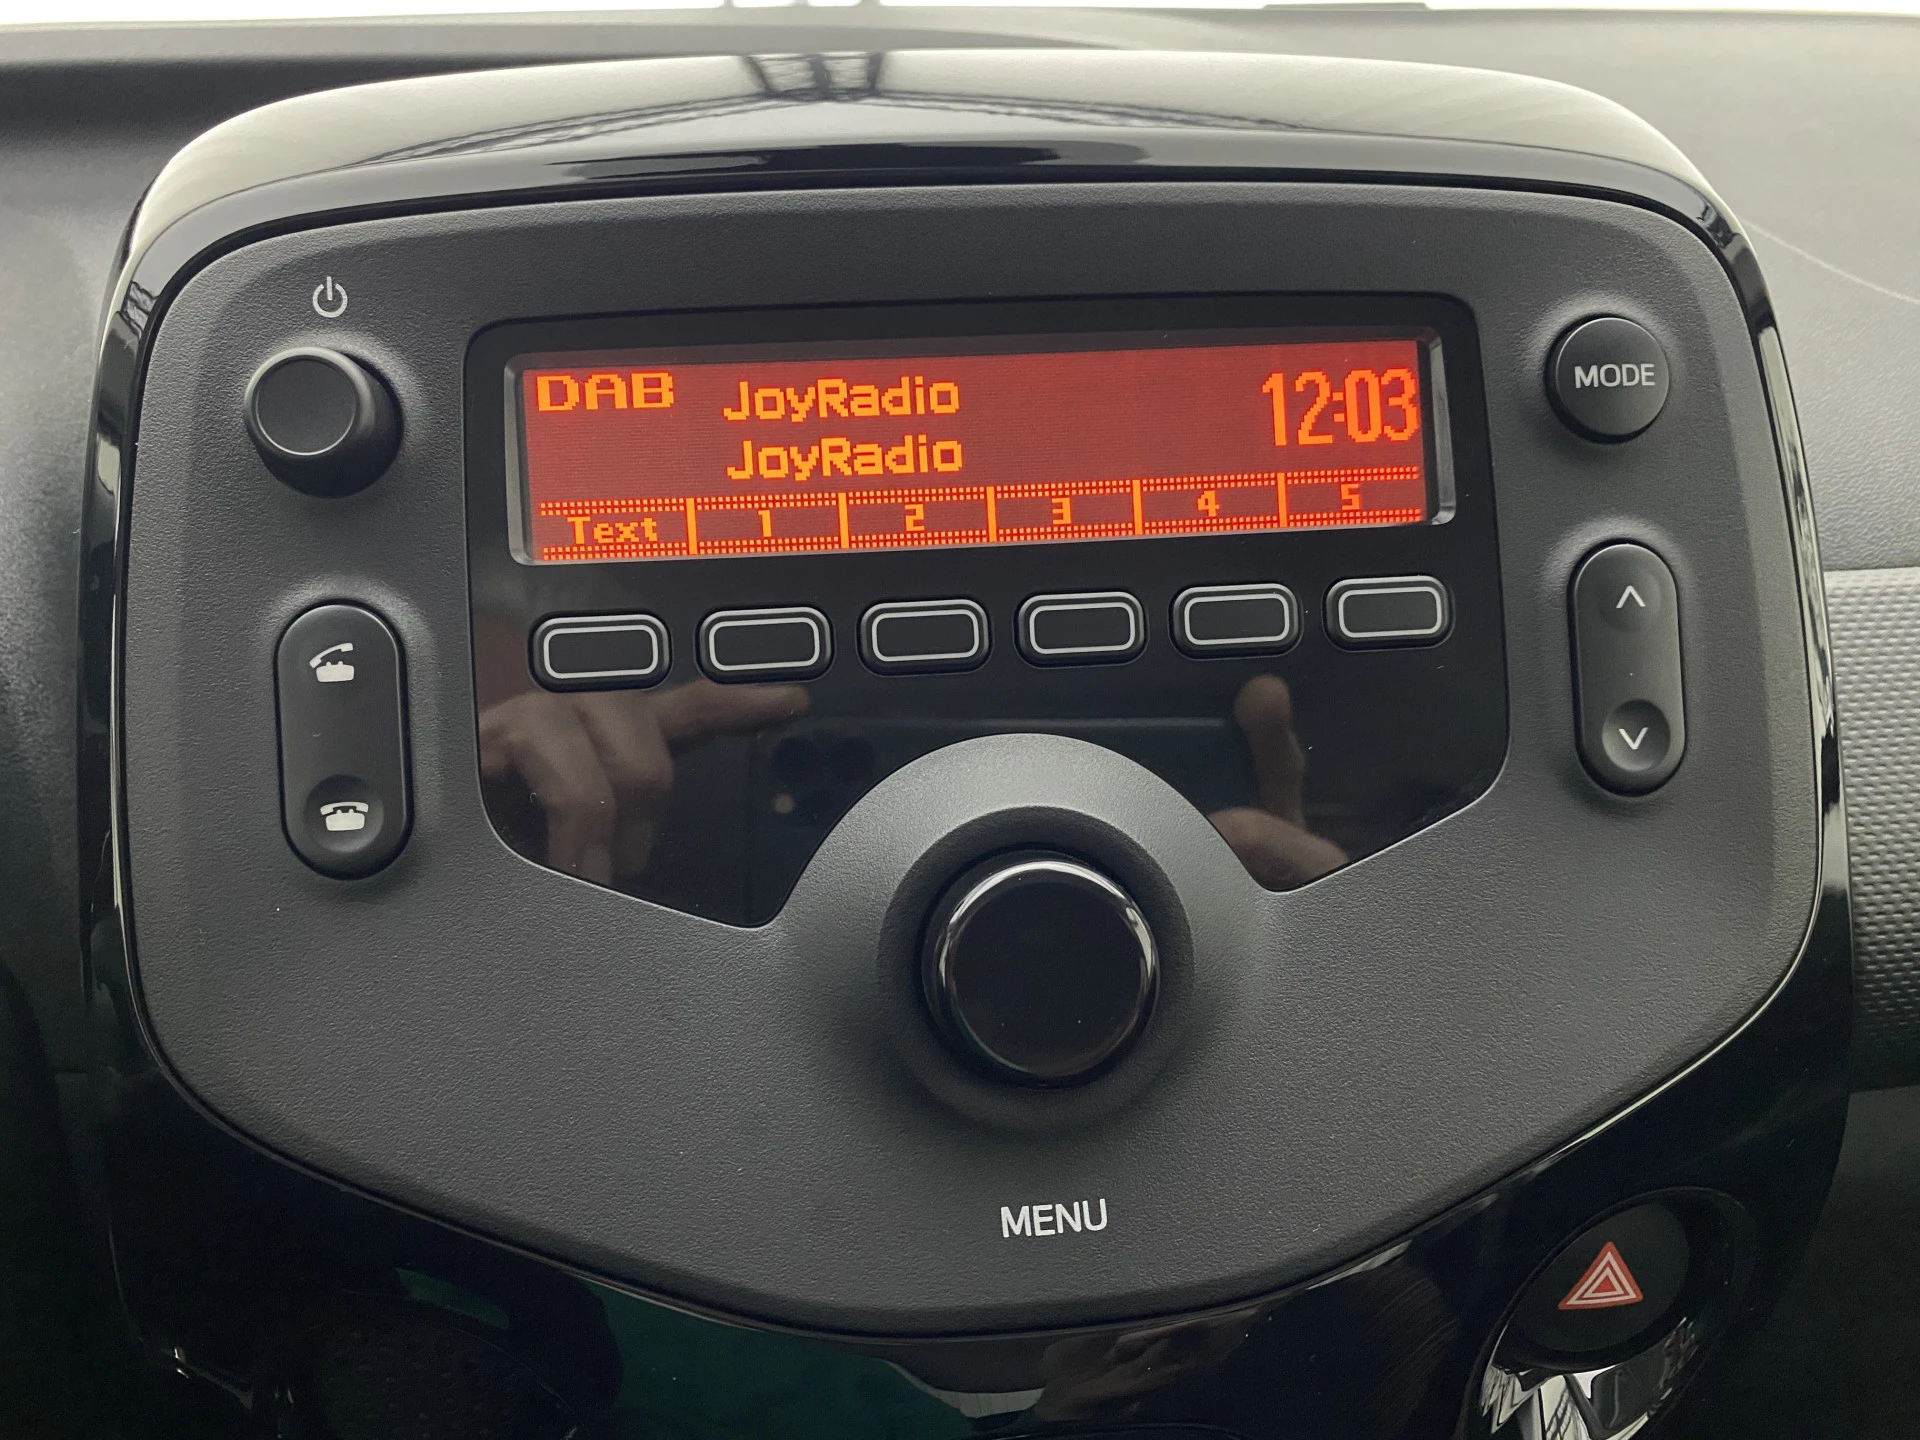 DAB JoyRadio 12:03
JoyRadio
Text 1 2 3 4 5
MODE
MENU